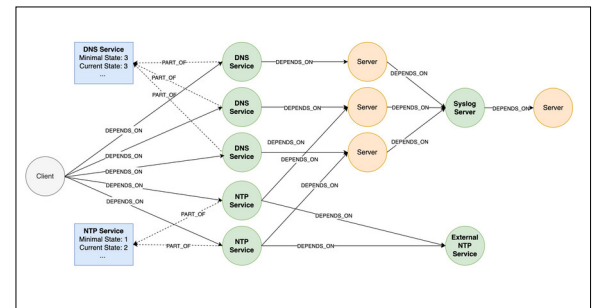 DNS Service
Minimal State: 3
Current State: 3
...
PART_OF
PART_OF
PART_OF
DNS
Service
DEPENDS_ON
Server
DEPENDS_ON
DEPENDS_ON
DNS
Service
DEPENDS_ON
Server
DEPENDS_ON
Syslog
Server
DEPENDS_ON
Server
DEPENDS_ON
DEPENDS_ON
DNS
Service
DEPENDS_ON
DEPENDS_ON
Server
DEPENDS_ON
DEPENDS_ON
Client
DEPENDS_ON
NTP
Service
DEPENDS_ON
DEPENDS_ON
PART_OF
DEPENDS_ON
NTP Service
Minimal State: 1
Current State: 2
...
PART_OF
NTP
Service
DEPENDS_ON
External
NTP
Service